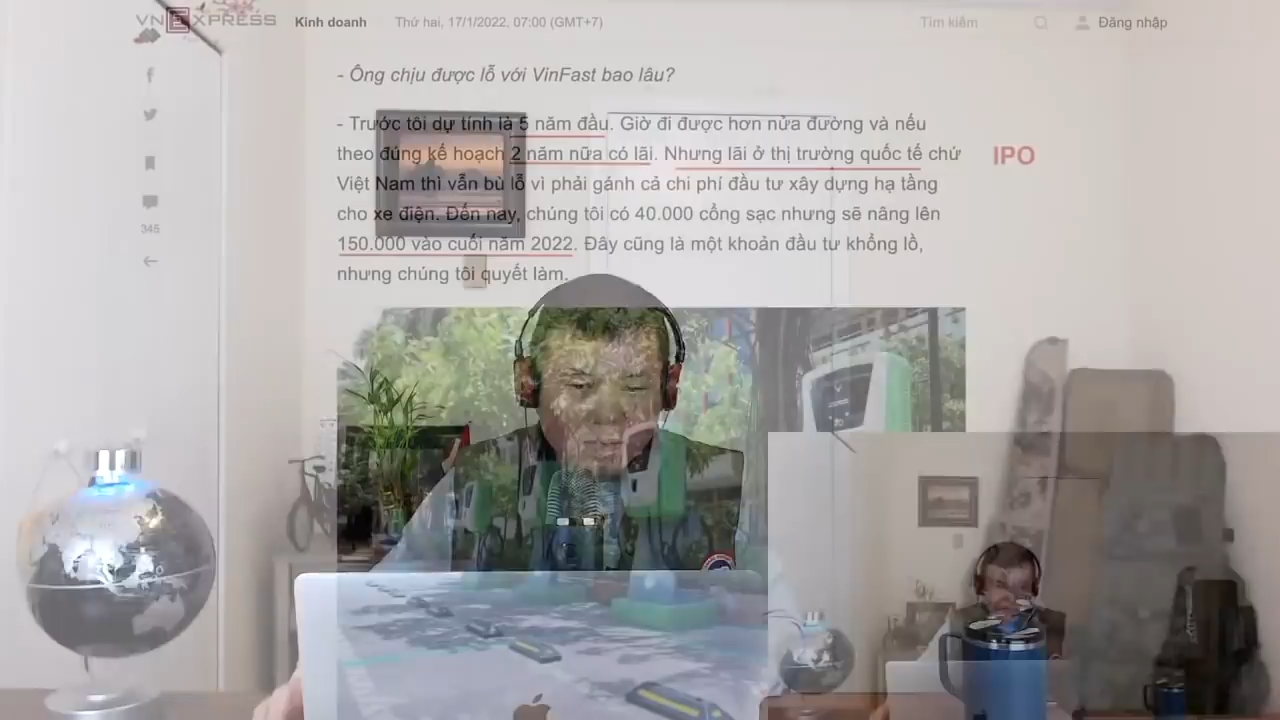 VNEXPRESS Kinh doanh Thứ hai, 17/1/2022, 07:00 (GMT+7) Tìm kiếm Đăng nhập
- Ông chịu được lỗ với VinFast bao lâu?
- Trước tôi dự tính là 5 năm đầu. Giờ đi được hơn nửa đường và nếu
theo đúng kế hoạch 2 năm nữa có lãi. Nhưng lãi ở thị trường quốc tế chứ
IPO
Việt Nam thì vẫn bù lỗ vì phải gánh cả chi phí đầu tư xây dựng hạ tầng
cho xe điện. Đến nay, chúng tôi có 40.000 cổng sạc nhưng sẽ nâng lên
345
150.000 vào cuối năm 2022. Đây cũng là một khoản đầu tư khổng lồ,
nhưng chúng tôi quyết làm.